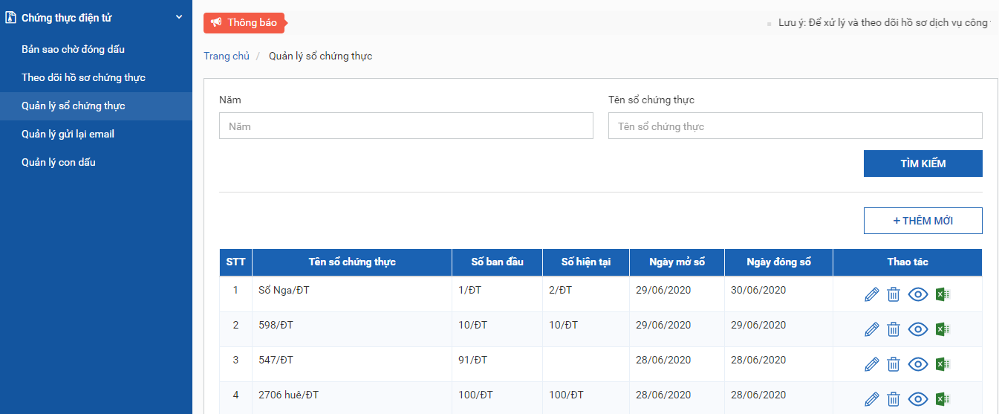 Chứng thực điện tử
Bản sao chờ đóng dấu
Theo dõi hồ sơ chứng thực
Quản lý sổ chứng thực
Quản lý gửi lại email
Quản lý con dấu
Thông báo
Lưu ý: Để xử lý và theo dõi hồ sơ dịch vụ công
Trang chủ / Quản lý sổ chứng thực
Năm Tên sổ chứng thực
Năm Tên sổ chứng thực
TÌM KIẾM
+ THÊM MỚI
STT Tên sổ chứng thực Số ban đầu Số hiện tại Ngày mở sổ Ngày đóng sổ Thao tác
1 Sổ Nga/ĐT 1/ĐT 2/ĐT 29/06/2020 30/06/2020
2 598/ĐT 10/ĐT 10/ĐT 29/06/2020 29/06/2020
3 547/ĐT 91/ĐT 28/06/2020 28/06/2020
4 2706 huê/ĐT 100/ĐT 100/ĐT 28/06/2020 28/06/2020